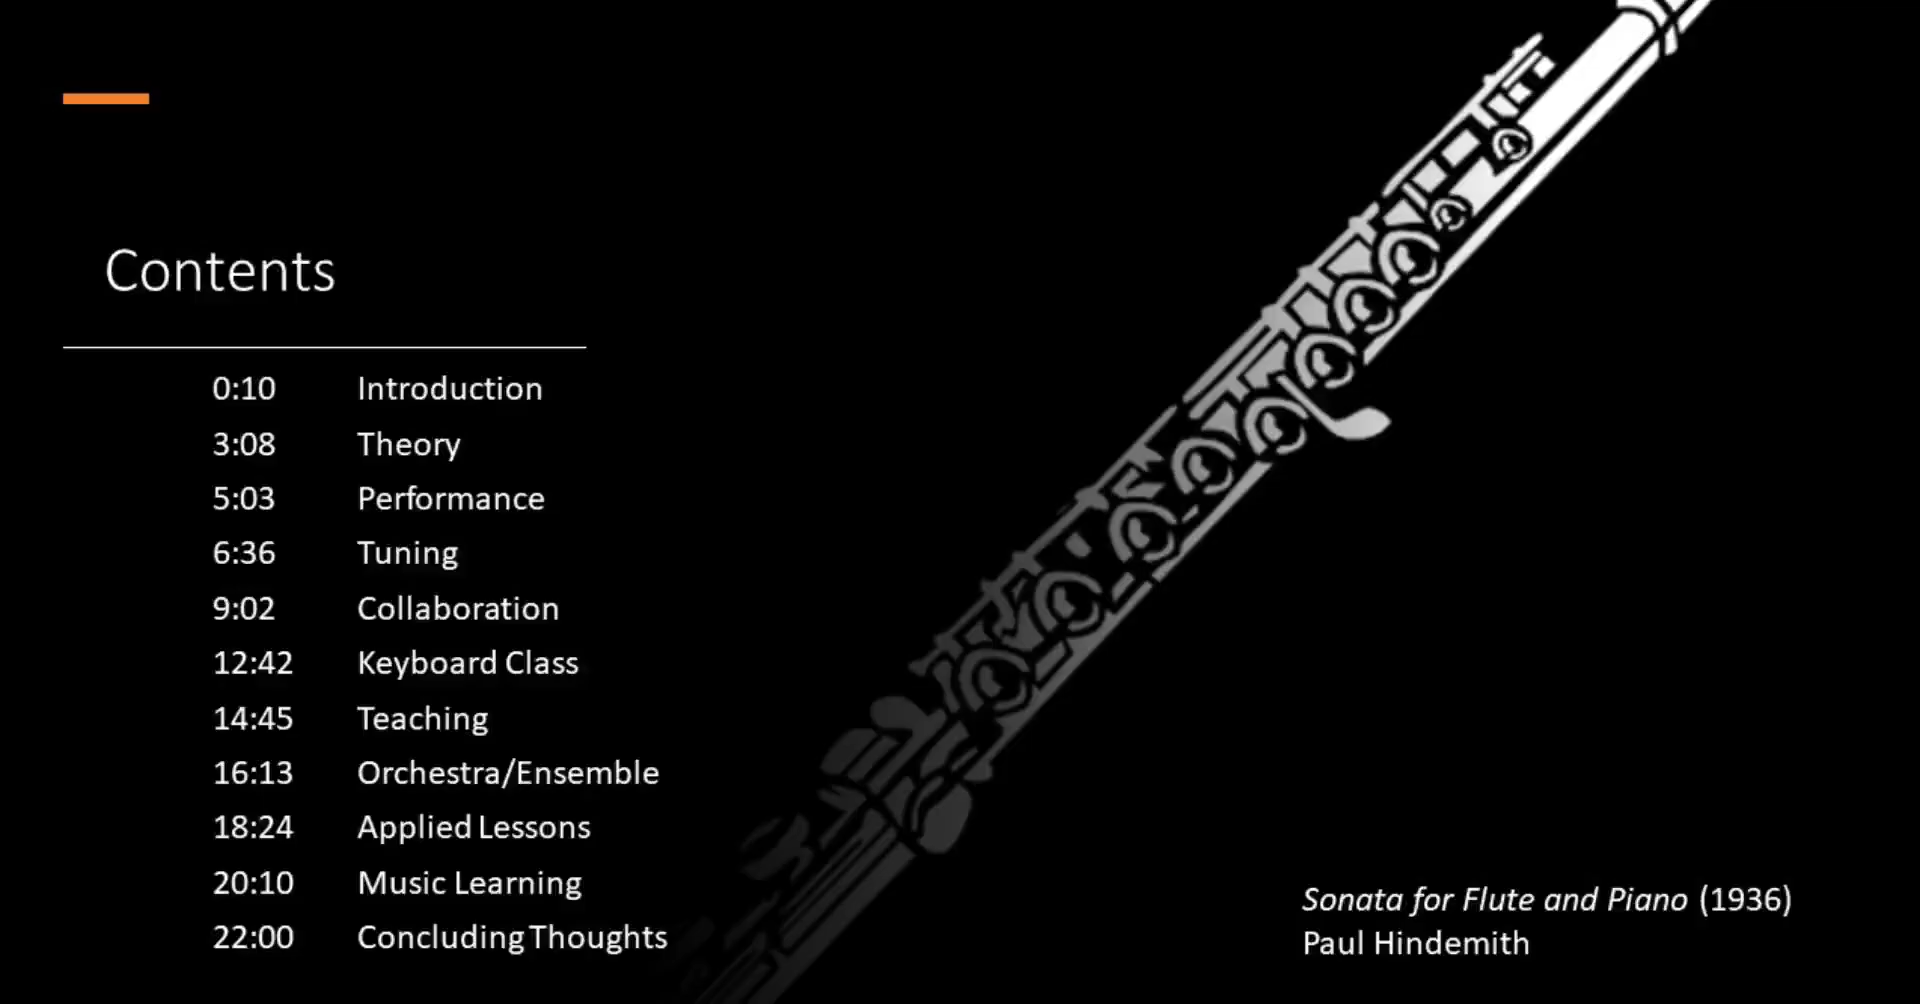 Contents
0:10 Introduction
3:08 Theory
5:03 Performance
6:36 Tuning
9:02 Collaboration
12:42 Keyboard Class
14:45 Teaching
16:13 Orchestra/Ensemble
18:24 Applied Lessons
20:10 Music Learning
22:00 Concluding Thoughts
Sonata for Flute and Piano (1936)
Paul Hindemith